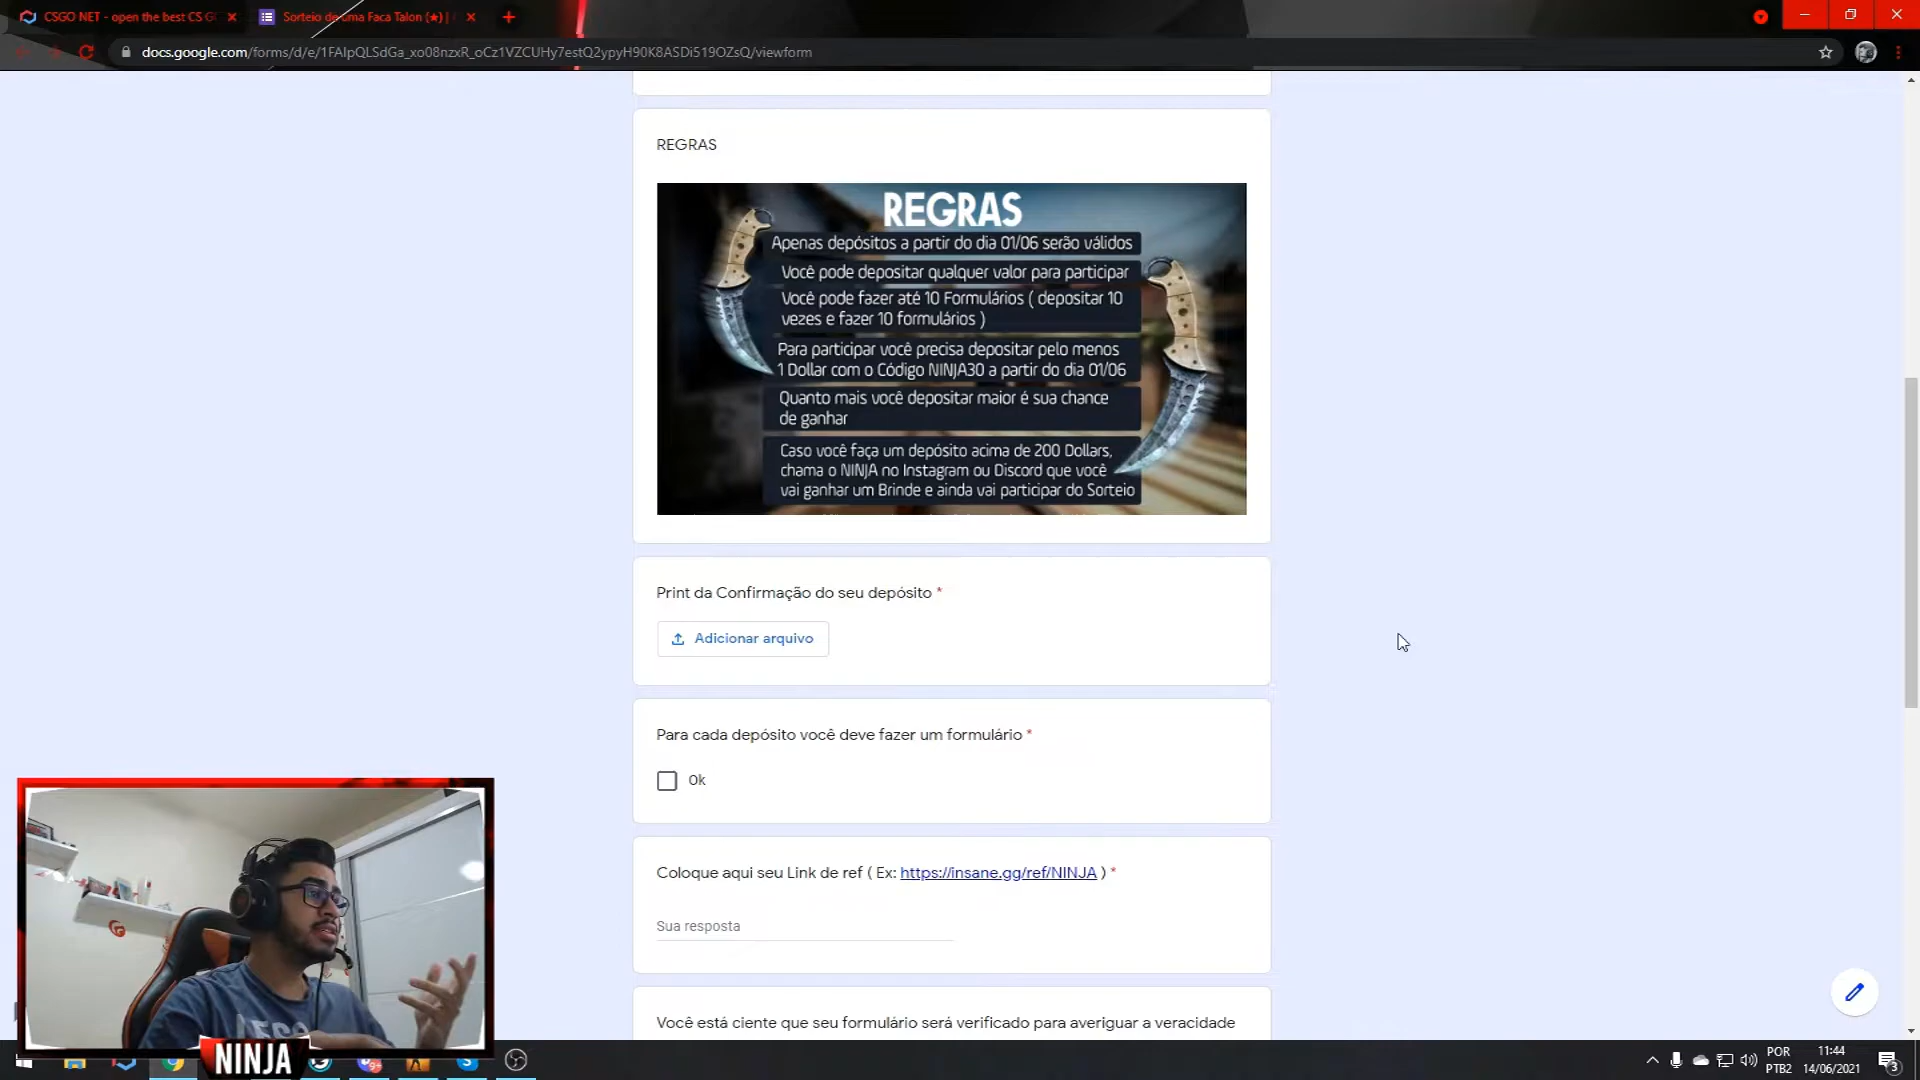 CSGO NET - open the best CS G
Sorteio de uma Faca Talon (★) |
docs.google.com/forms/d/e/1FAIpQLSdGa_xo08nzxR_oCz1VZCUHy7estQ2ypyH90K8ASDi519OZsQ/viewform
REGRAS
REGRAS
Apenas depósitos a partir do dia 01/06 serão válidos
Você pode depositar qualquer valor para participar
Você pode fazer até 10 Formulários ( depositar 10
vezes e fazer 10 formulários )
Para participar você precisa depositar pelo menos
1 Dollar com o Código NINJA30 a partir do dia 01/06
Quanto mais você depositar maior é sua chance
de ganhar
Caso você faça um depósito acima de 200 Dollars,
chama o NINJA no Instagram ou Discord que você
vai ganhar um Brinde e ainda vai participar do Sorteio
Print da Confirmação do seu depósito *
Adicionar arquivo
Para cada depósito você deve fazer um formulário *
Ok
Coloque aqui seu Link de ref ( Ex: https://insane.gg/ref/NINJA ) *
Sua resposta
Você está ciente que seu formulário será verificado para averiguar a veracidade
NINJA
POR
PTB2
11:44
14/06/2021
3